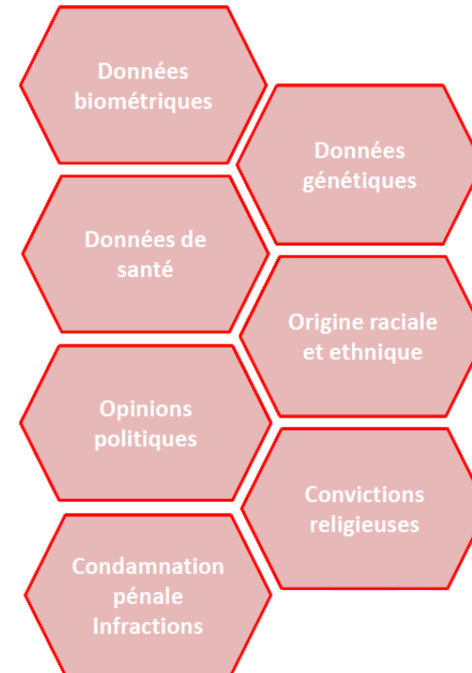 Données
biométriques
Données
génétiques
Données de
santé
Origine raciale
et ethnique
Opinions
politiques
Convictions
religieuses
Condamnation
pénale
Infractions